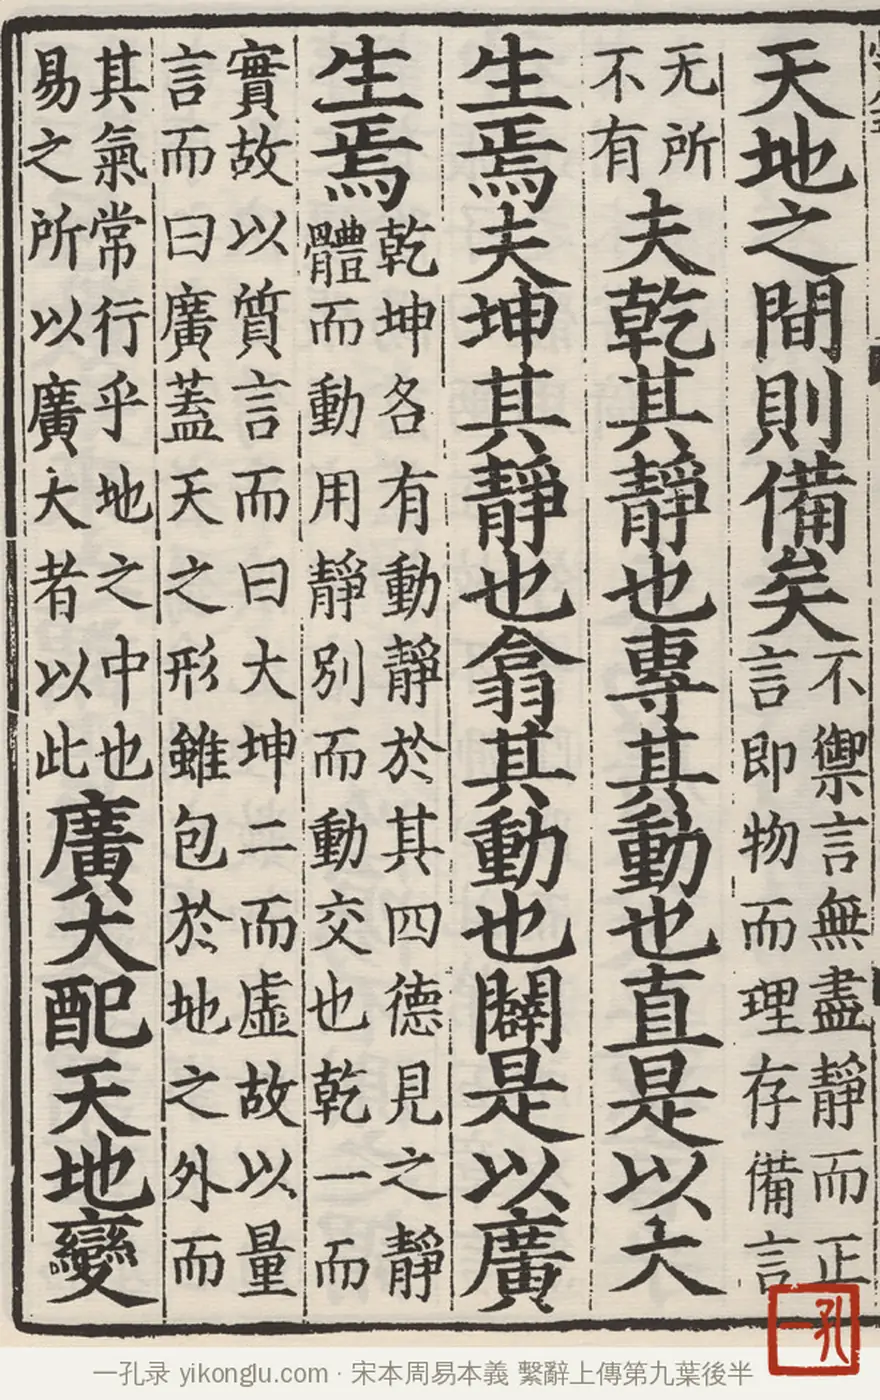 天地之間則備矣不禦言無盡靜而正
言即物而理存備言
无所
不有夫乾其靜也專其動也直是以大
生焉夫坤其靜也翕其動也闢是以廣
生焉乾坤各有動靜於其四德見之靜
體而動用靜別而動交也乾一而
實故以質言而曰大坤二而虛故以量
言而曰廣蓋天之形雖包於地之外而
其氣常行乎地之中也
易之所以廣大者以此廣大配天地變
一孔
一孔录 yikonglu.com · 宋本周易本義 繫辭上傳第九葉後半